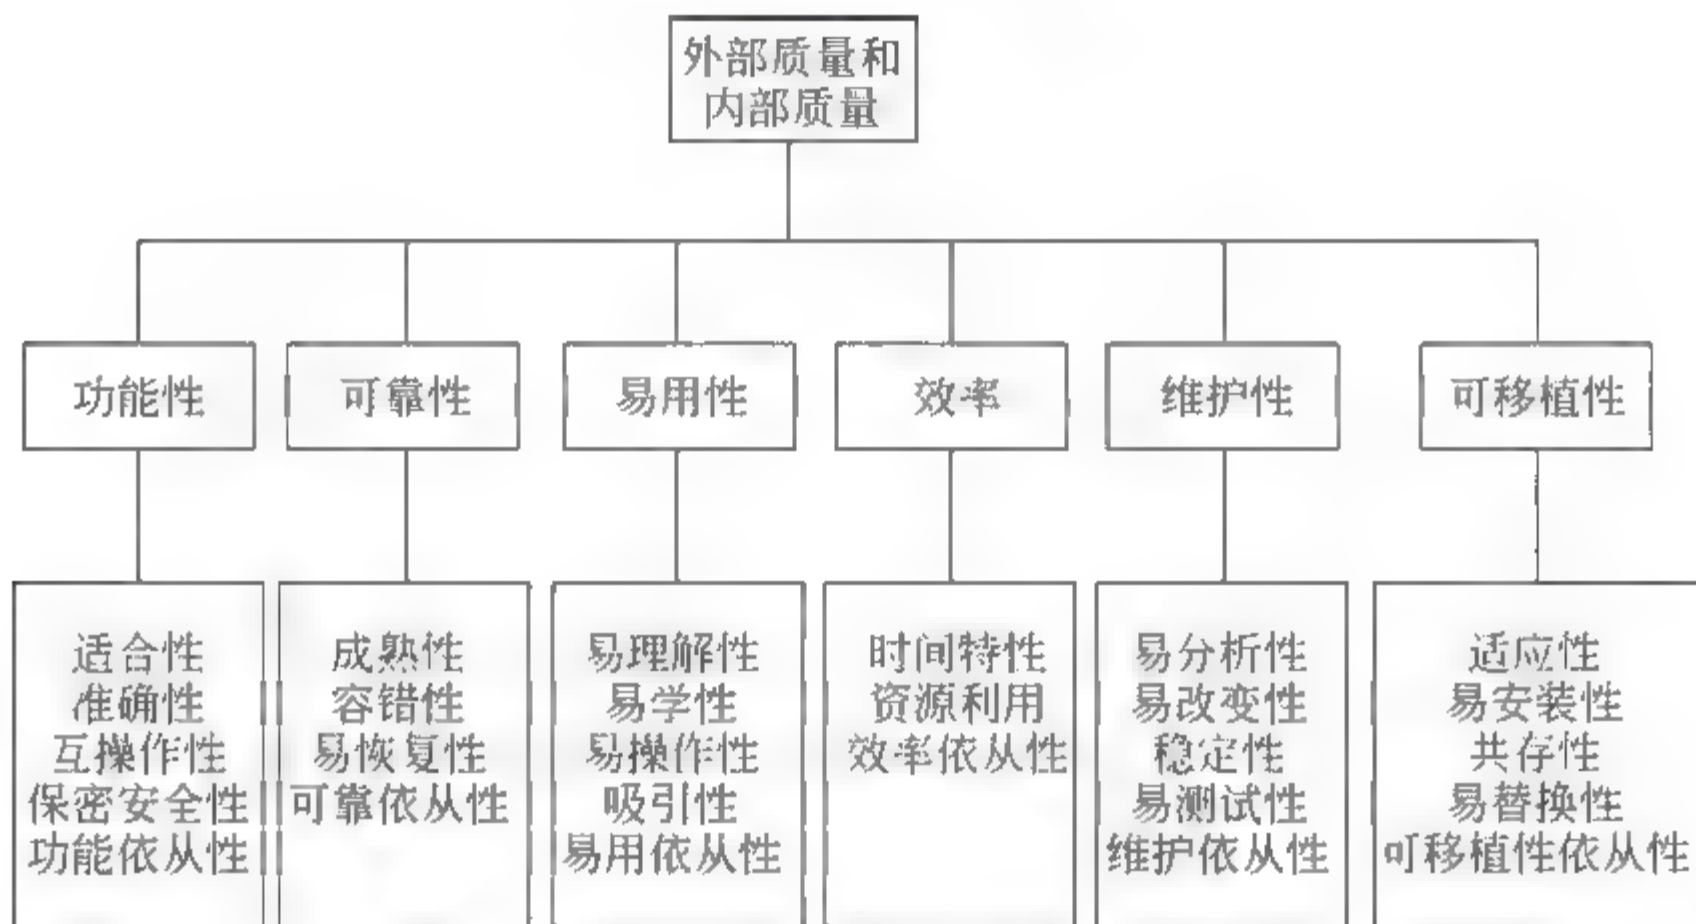 外部质量和
内部质量
功能性
可靠性
易用性
效率
维护性
可移植性
适合性
准确性
互操作性
保密安全性
功能依从性
成熟性
容错性
易恢复性
可靠依从性
易理解性
易学性
易操作性
吸引性
易用依从性
时间特性
资源利用
效率依从性
易分析性
易改变性
稳定性
易测试性
维护依从性
适应性
易安装性
共存性
易替换性
可移植性依从性